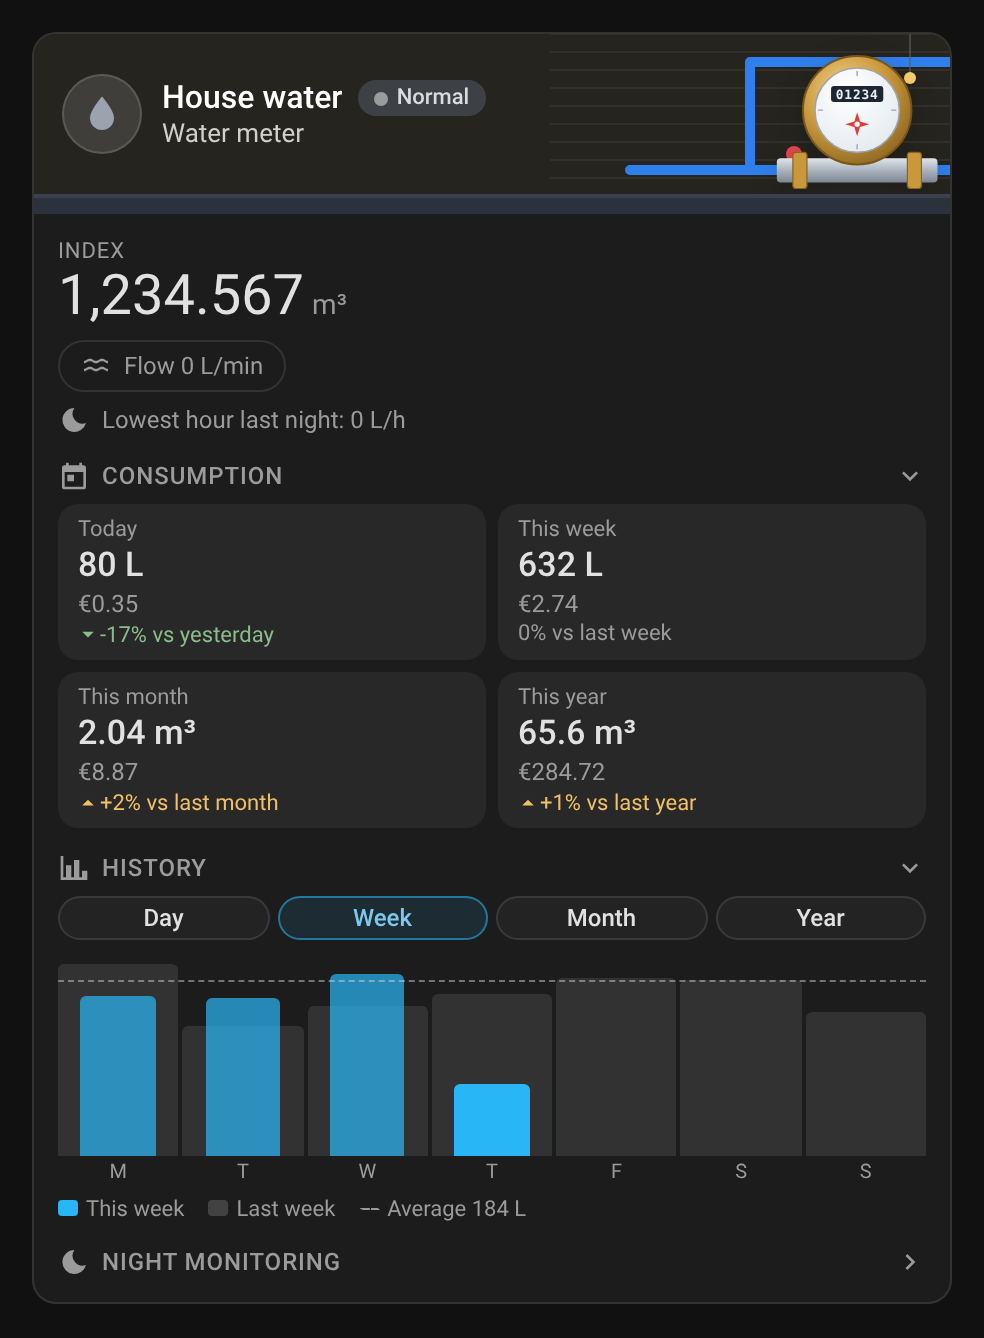 House water
Normal
Water meter
01234
INDEX
1,234.567 m³
Flow 0 L/min
Lowest hour last night: 0 L/h
CONSUMPTION
Today
80 L
€0.35
-17% vs yesterday
This week
632 L
€2.74
0% vs last week
This month
2.04 m³
€8.87
+2% vs last month
This year
65.6 m³
€284.72
+1% vs last year
HISTORY
Day Week Month Year
M T W T F S S
This week Last week Average 184 L
NIGHT MONITORING